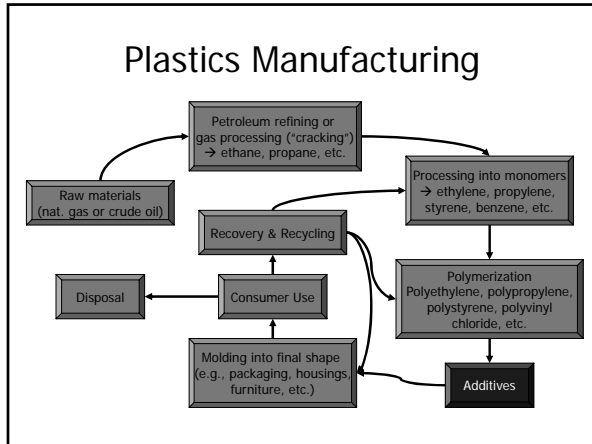 Plastics Manufacturing
Petroleum refining or
gas processing ("cracking")
→ ethane, propane, etc.
Raw materials
(nat. gas or crude oil)
Processing into monomers
→ ethylene, propylene,
styrene, benzene, etc.
Recovery & Recycling
Disposal
Consumer Use
Polymerization
Polyethylene, polypropylene,
polystyrene, polyvinyl
chloride, etc.
Molding into final shape
(e.g., packaging, housings,
furniture, etc.)
Additives